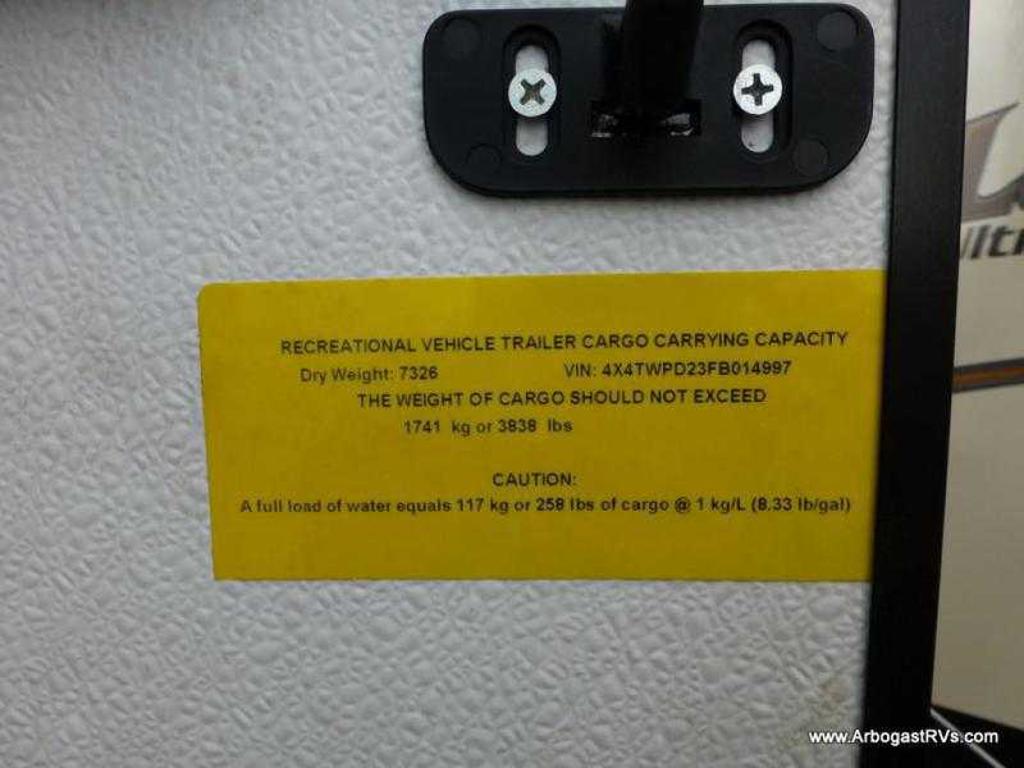 RECREATIONAL VEHICLE TRAILER CARGO CARRYING CAPACITY
Dry Weight: 7326 VIN: 4X4TWPD23FB014997
THE WEIGHT OF CARGO SHOULD NOT EXCEED
1741 kg or 3838 lbs
CAUTION:
A full load of water equals 117 kg or 258 lbs of cargo @ 1 kg/L (8.33 lb/gal)
www.ArbogastRVs.com